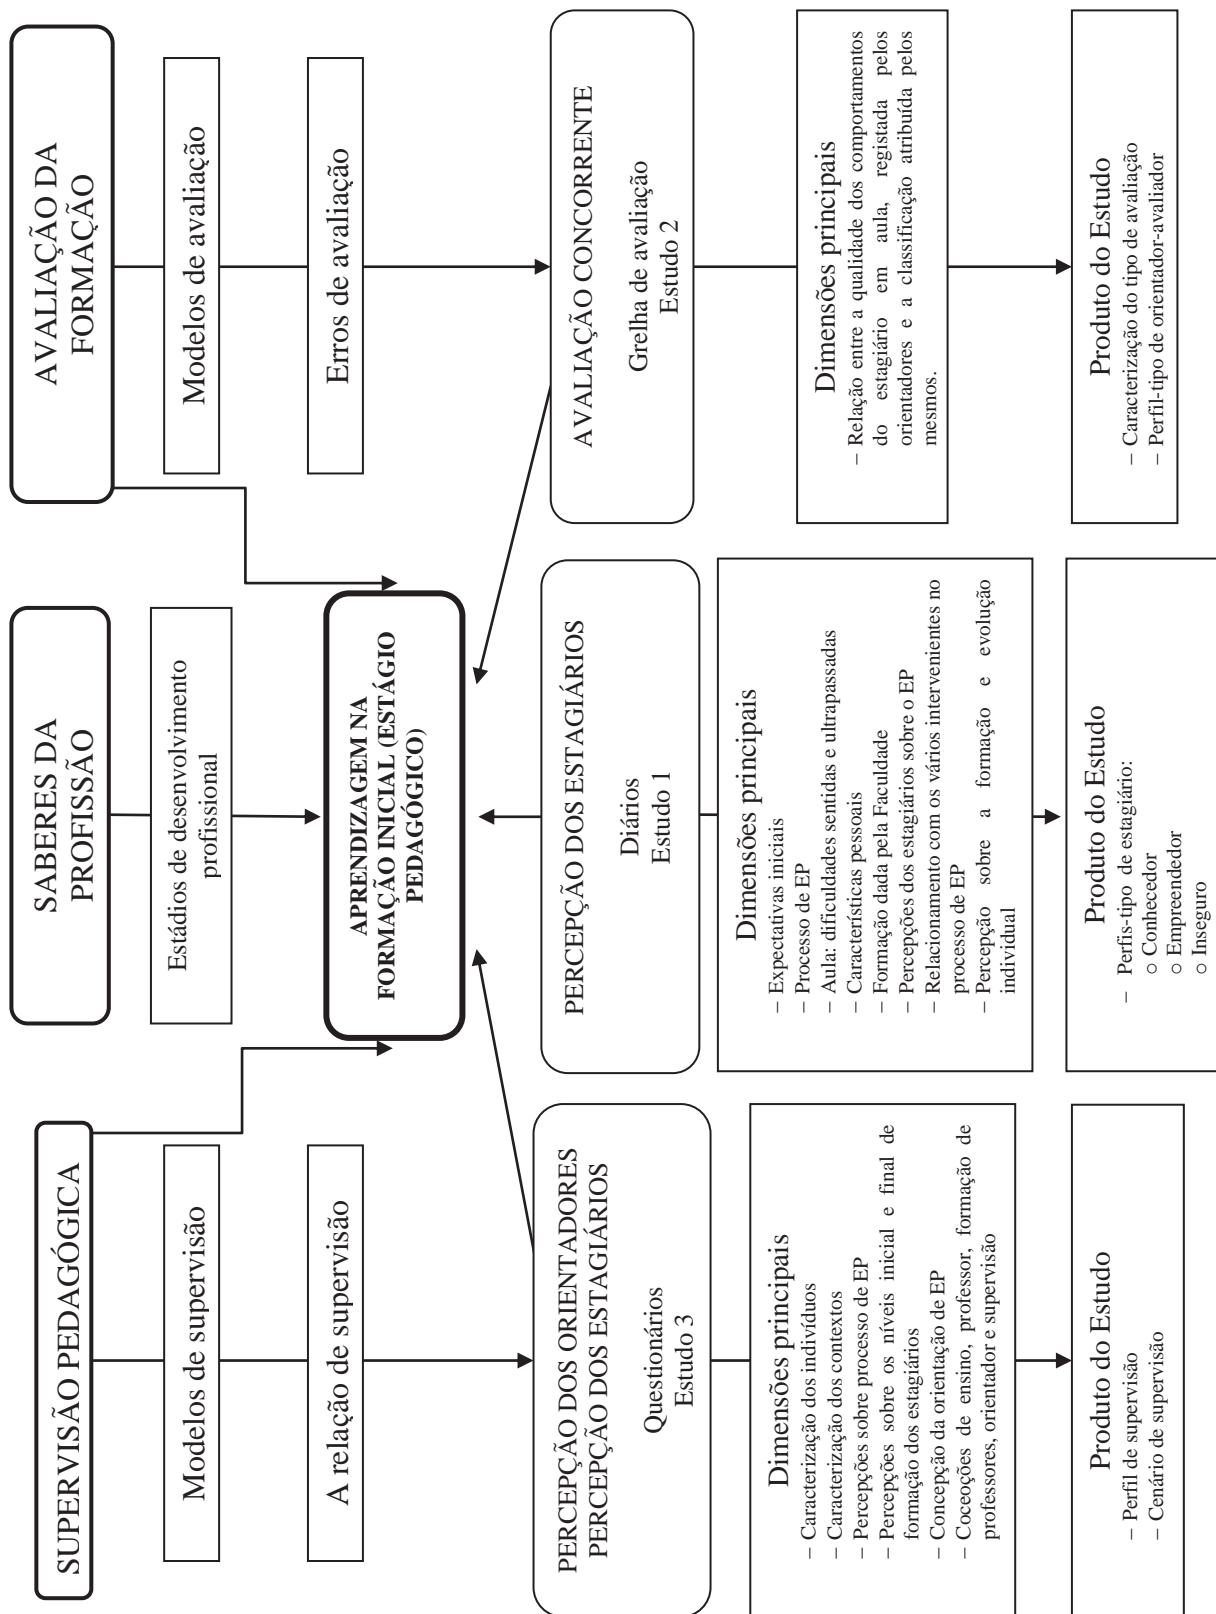 SUPERVISÃO PEDAGÓGICA
Modelos de supervisão
A relação de supervisão
PERCEPÇÃO DOS ORIENTADORES
PERCEPÇÃO DOS ESTAGIÁRIOS
Questionários
Estudo 3
Dimensões principais
– Caracterização dos indivíduos
– Caracterização dos contextos
– Percepções sobre processo de EP
– Percepções sobre os níveis inicial e final de
formação dos estagiários
– Concepção da orientação de EP
– Coceoções de ensino, professor, formação de
professores, orientador e supervisão
Produto do Estudo
– Perfil de supervisão
– Cenário de supervisão
SABERES DA
PROFISSÃO
Estádios de desenvolvimento
profissional
APRENDIZAGEM NA
FORMAÇÃO INICIAL (ESTÁGIO
PEDAGÓGICO)
PERCEPÇÃO DOS ESTAGIÁRIOS
Diários
Estudo 1
Dimensões principais
– Expectativas iniciais
– Processo de EP
– Aula: dificuldades sentidas e ultrapassadas
– Características pessoais
– Formação dada pela Faculdade
– Percepções dos estagiários sobre o EP
– Relacionamento com os vários intervenientes no
processo de EP
– Percepção sobre a formação e evolução
individual
Produto do Estudo
– Perfis-tipo de estagiário:
○ Conhecedor
○ Empreendedor
○ Inseguro
AVALIAÇÃO DA
FORMAÇÃO
Modelos de avaliação
Erros de avaliação
AVALIAÇÃO CONCORRENTE
Grelha de avaliação
Estudo 2
Dimensões principais
– Relação entre a qualidade dos comportamentos
do estagiário em aula, registada pelos
orientadores e a classificação atribuída pelos
mesmos.
Produto do Estudo
– Caracterização do tipo de avaliação
– Perfil-tipo de orientador-avaliador